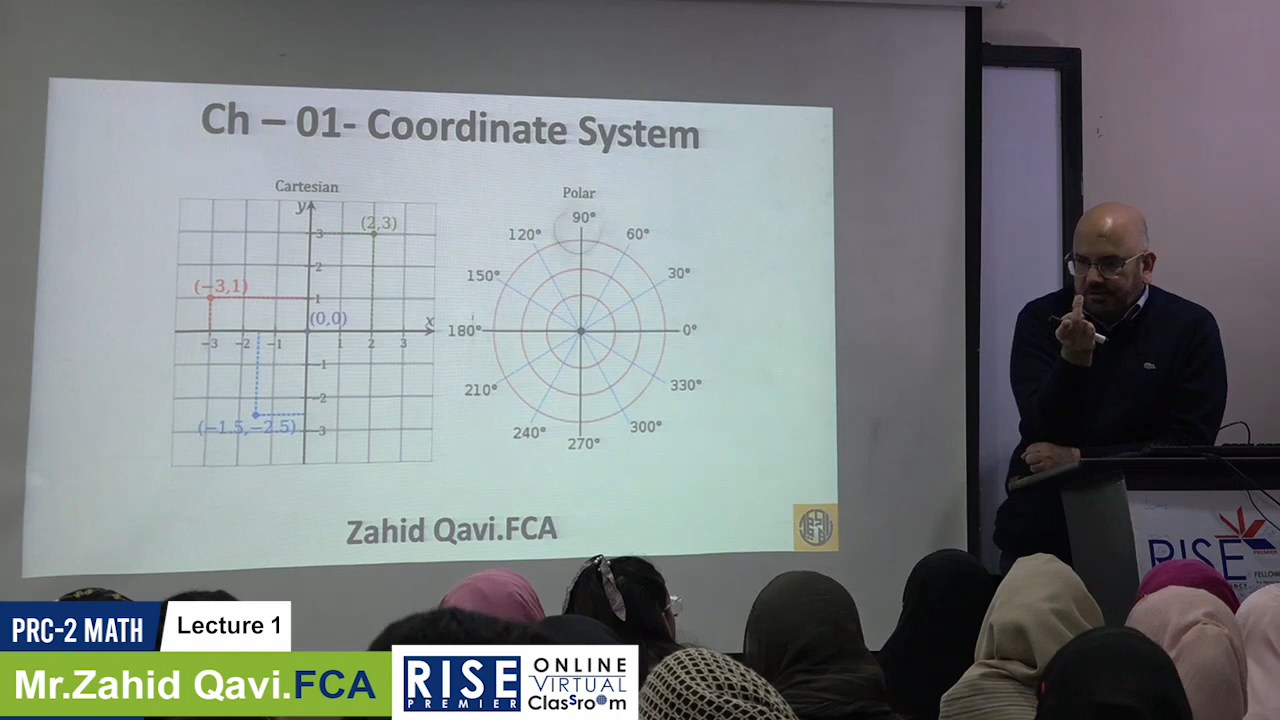 Ch – 01- Coordinate System
Cartesian
y
(2,3)
3
2
(−3,1)
1
(0,0)
x
−3
−2
−1
1
2
3
−1
−2
(−1.5,−2.5)
−3
Polar
90°
120°
60°
150°
30°
180°
0°
210°
330°
240°
300°
270°
Zahid Qavi.FCA
RISE
PREMIER
FELLOW
PRC-2 MATH
Lecture 1
Mr.Zahid Qavi.FCA
RISE
PREMIER
ONLINE
VIRTUAL
Classroom